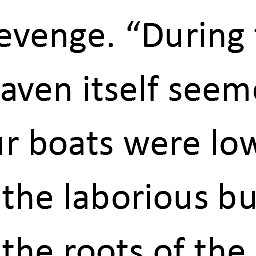 evenge. “During
aven itself seeme
ur boats were low
the laborious bu
the roots of the